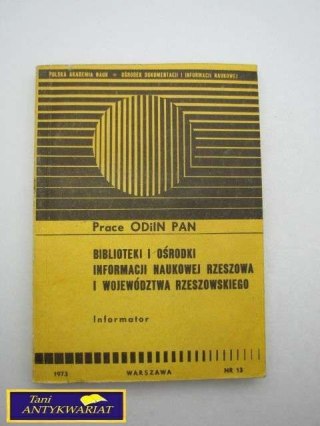 POLSKA AKADEMIA NAUK • OŚRODEK DOKUMENTACJI I INFORMACJI NAUKOWEJ
Prace ODiIN PAN
BIBLIOTEKI I OŚRODKI
INFORMACJI NAUKOWEJ RZESZOWA
I WOJEWÓDZTWA RZESZOWSKIEGO
Informator
1973 WARSZAWA NR 13
Tani
ANTYKWARIAT